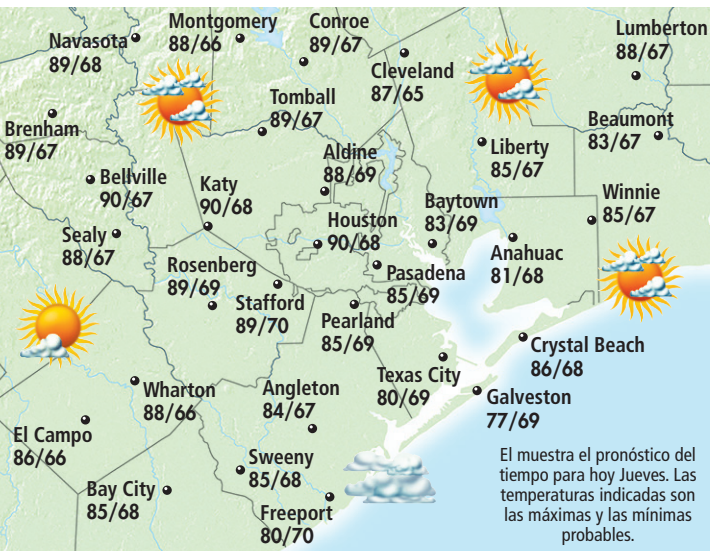 Montgomery
88/66
Conroe
89/67
Lumberton
88/67
Navasota
89/68
Cleveland
87/65
Tomball
89/67
Beaumont
83/67
Brenham
89/67
Liberty
85/67
Aldine
88/69
Bellville
90/67
Katy
90/68
Winnie
85/67
Baytown
83/69
Houston
90/68
Sealy
88/67
Anahuac
81/68
Rosenberg
89/69
Pasadena
85/69
Stafford
89/70
Pearland
85/69
Crystal Beach
86/68
Texas City
80/69
Wharton
88/66
Angleton
84/67
Galveston
77/69
El Campo
86/66
Sweeny
85/68
Bay City
85/68
Freeport
80/70
El muestra el pronóstico del
tiempo para hoy Jueves. Las
temperaturas indicadas son
las máximas y las mínimas
probables.